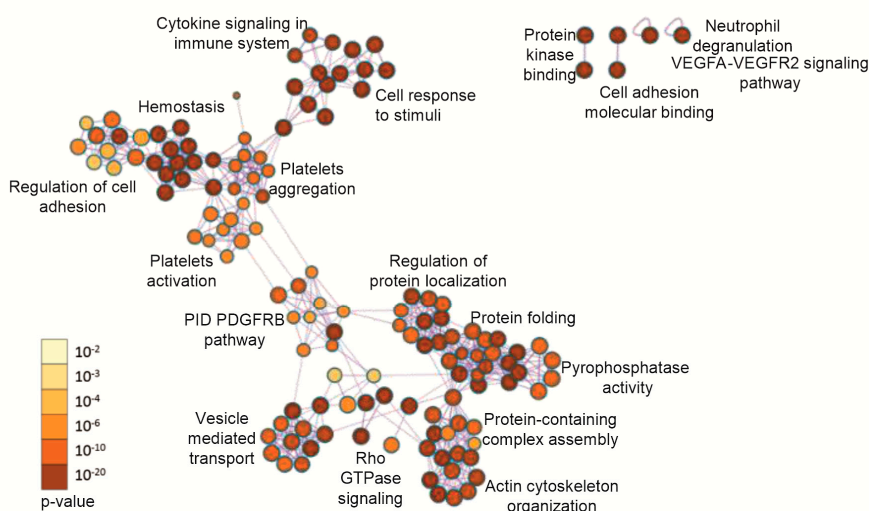 Cytokine signaling in
immune system
Cell response
to stimuli
Protein
kinase
binding
Neutrophil
degranulation
VEGFA-VEGFR2 signaling
pathway
Cell adhesion
molecular binding
Hemostasis
Regulation of cell
adhesion
Platelets
aggregation
Platelets
activation
Regulation of
protein localization
PID PDGFRB
pathway
Protein folding
Pyrophosphatase
activity
Vesicle
mediated
transport
Rho
GTPase
signaling
Protein-containing
complex assembly
Actin cytoskeleton
organization
10-2
10-3
10-4
10-6
10-10
10-20
p-value